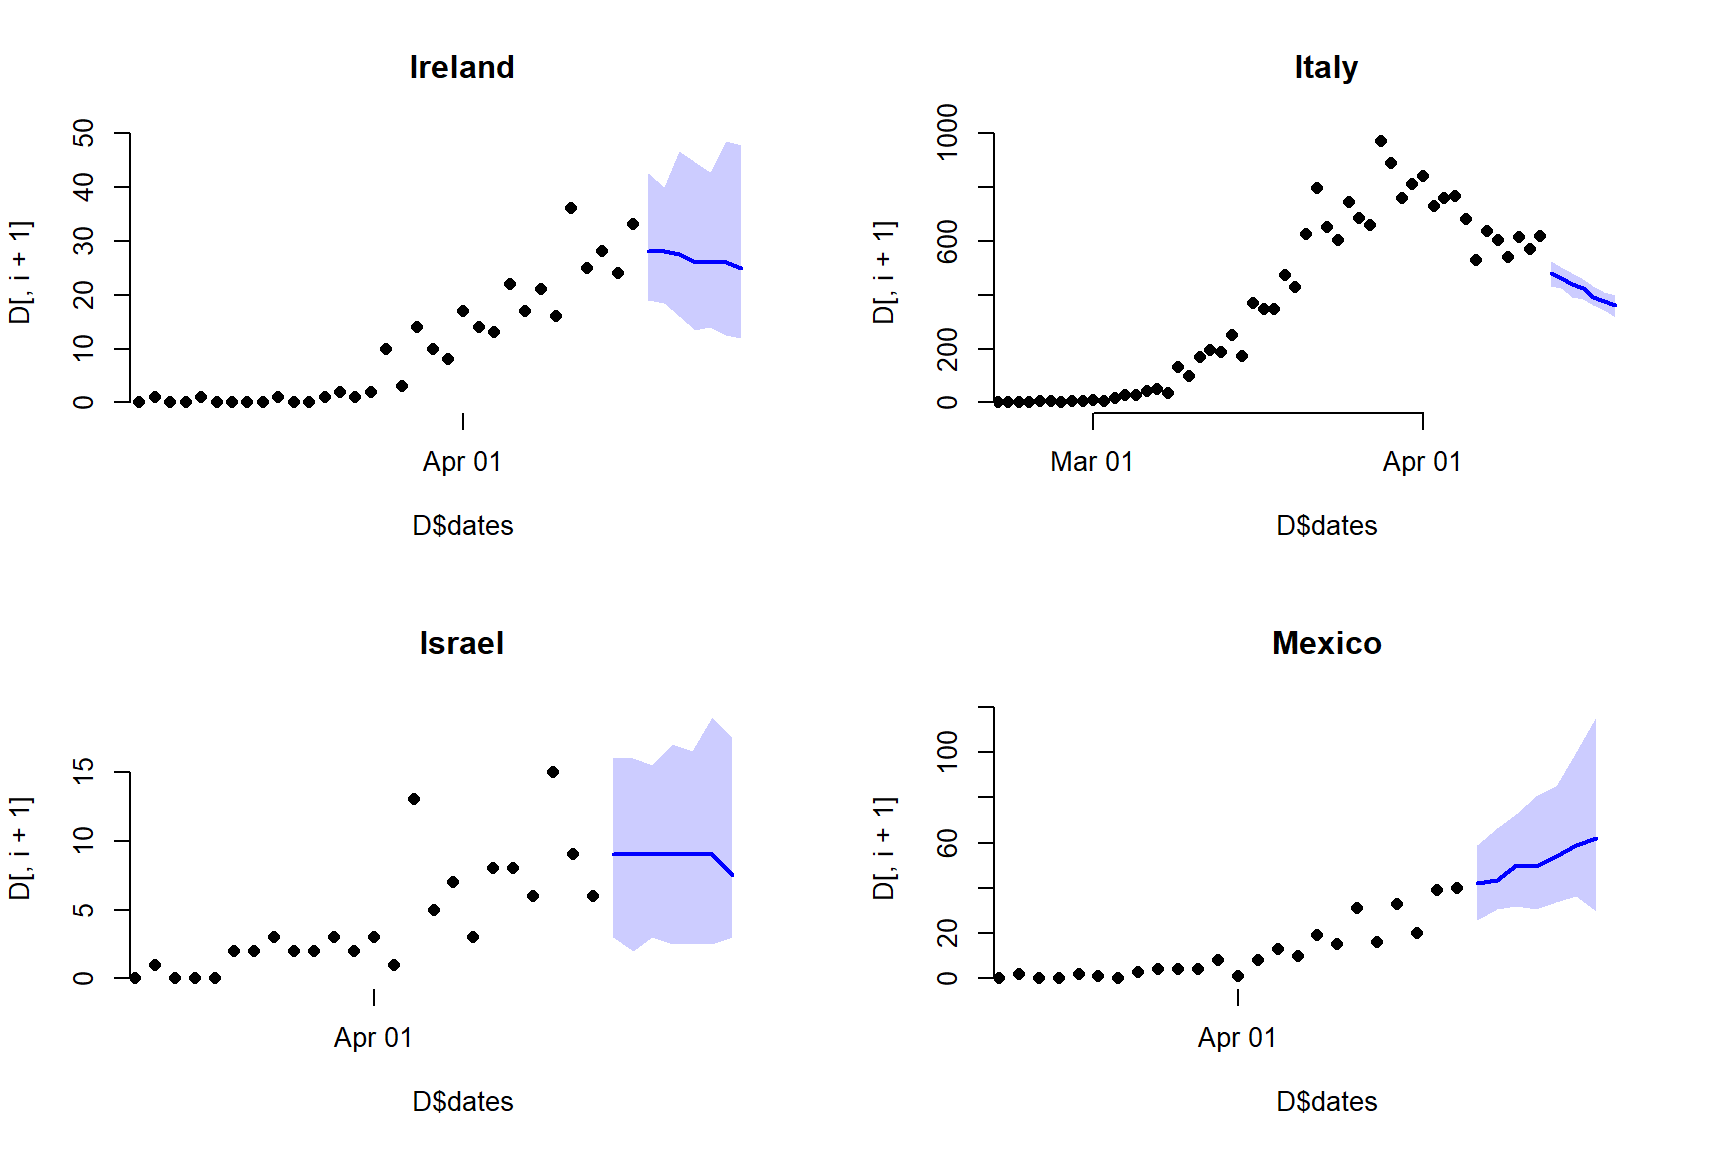 Ireland
50
40
30
20
10
0
D[, i + 1]
Apr 01
D$dates
Italy
1000
600
200
0
D[, i + 1]
Mar 01 Apr 01
D$dates
Israel
15
10
5
0
D[, i + 1]
Apr 01
D$dates
Mexico
100
60
20
0
D[, i + 1]
Apr 01
D$dates